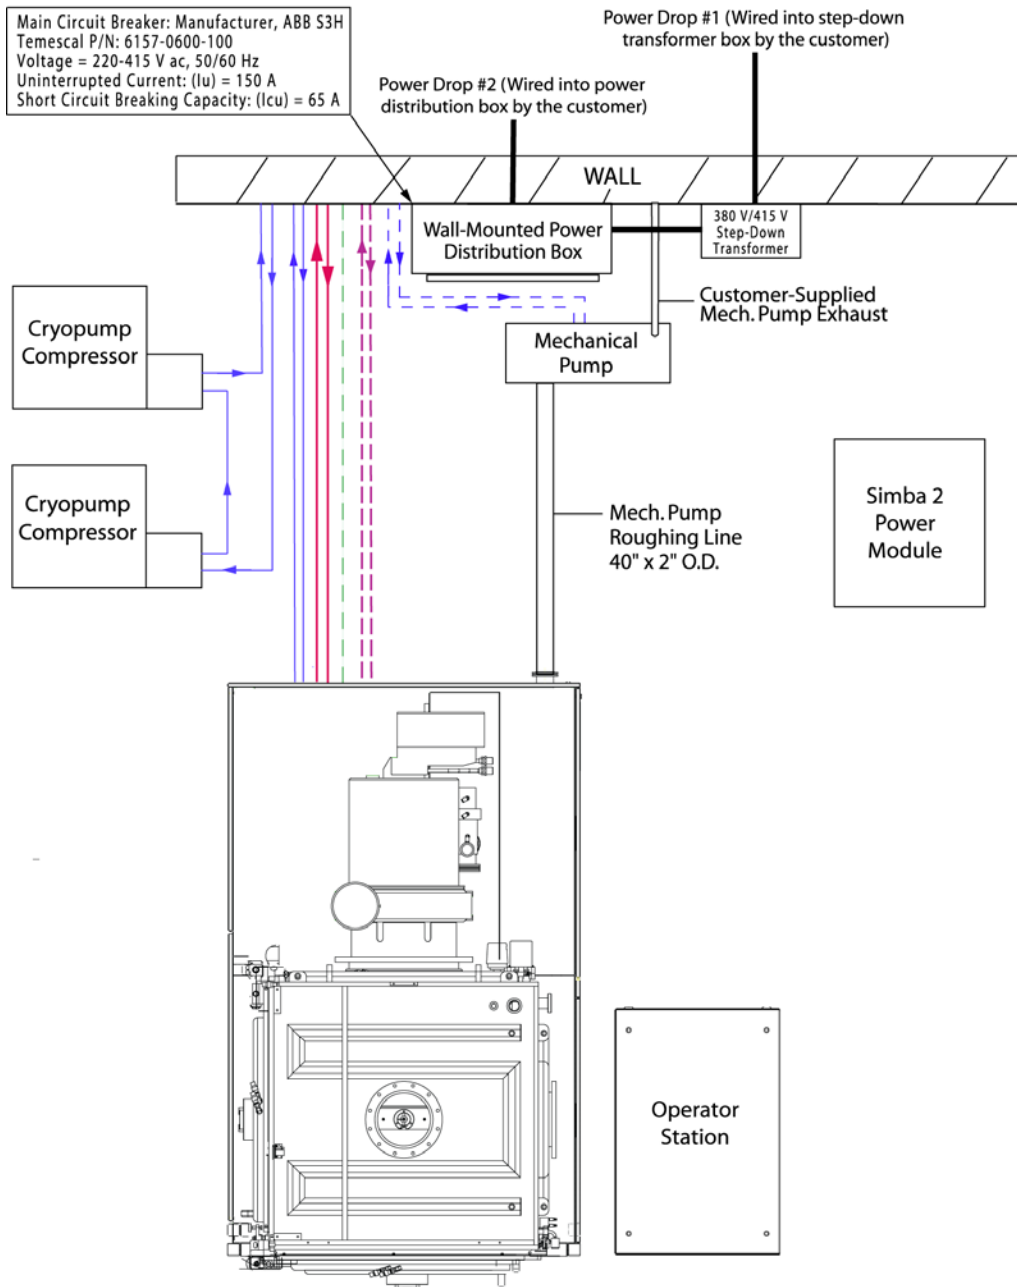 Main Circuit Breaker: Manufacturer, ABB S3H
Temescal P/N: 6157-0600-100
Voltage = 220-415 V ac, 50/60 Hz
Uninterrupted Current: (Iu) = 150 A
Short Circuit Breaking Capacity: (Icu) = 65 A
Power Drop #1 (Wired into step-down
transformer box by the customer)
Power Drop #2 (Wired into power
distribution box by the customer)
WALL
Wall-Mounted Power
Distribution Box
380 V/415 V
Step-Down
Transformer
Customer-Supplied
Mech. Pump Exhaust
Cryopump
Compressor
Mechanical
Pump
Cryopump
Compressor
Mech. Pump
Roughing Line
40" x 2" O.D.
Simba 2
Power
Module
Operator
Station